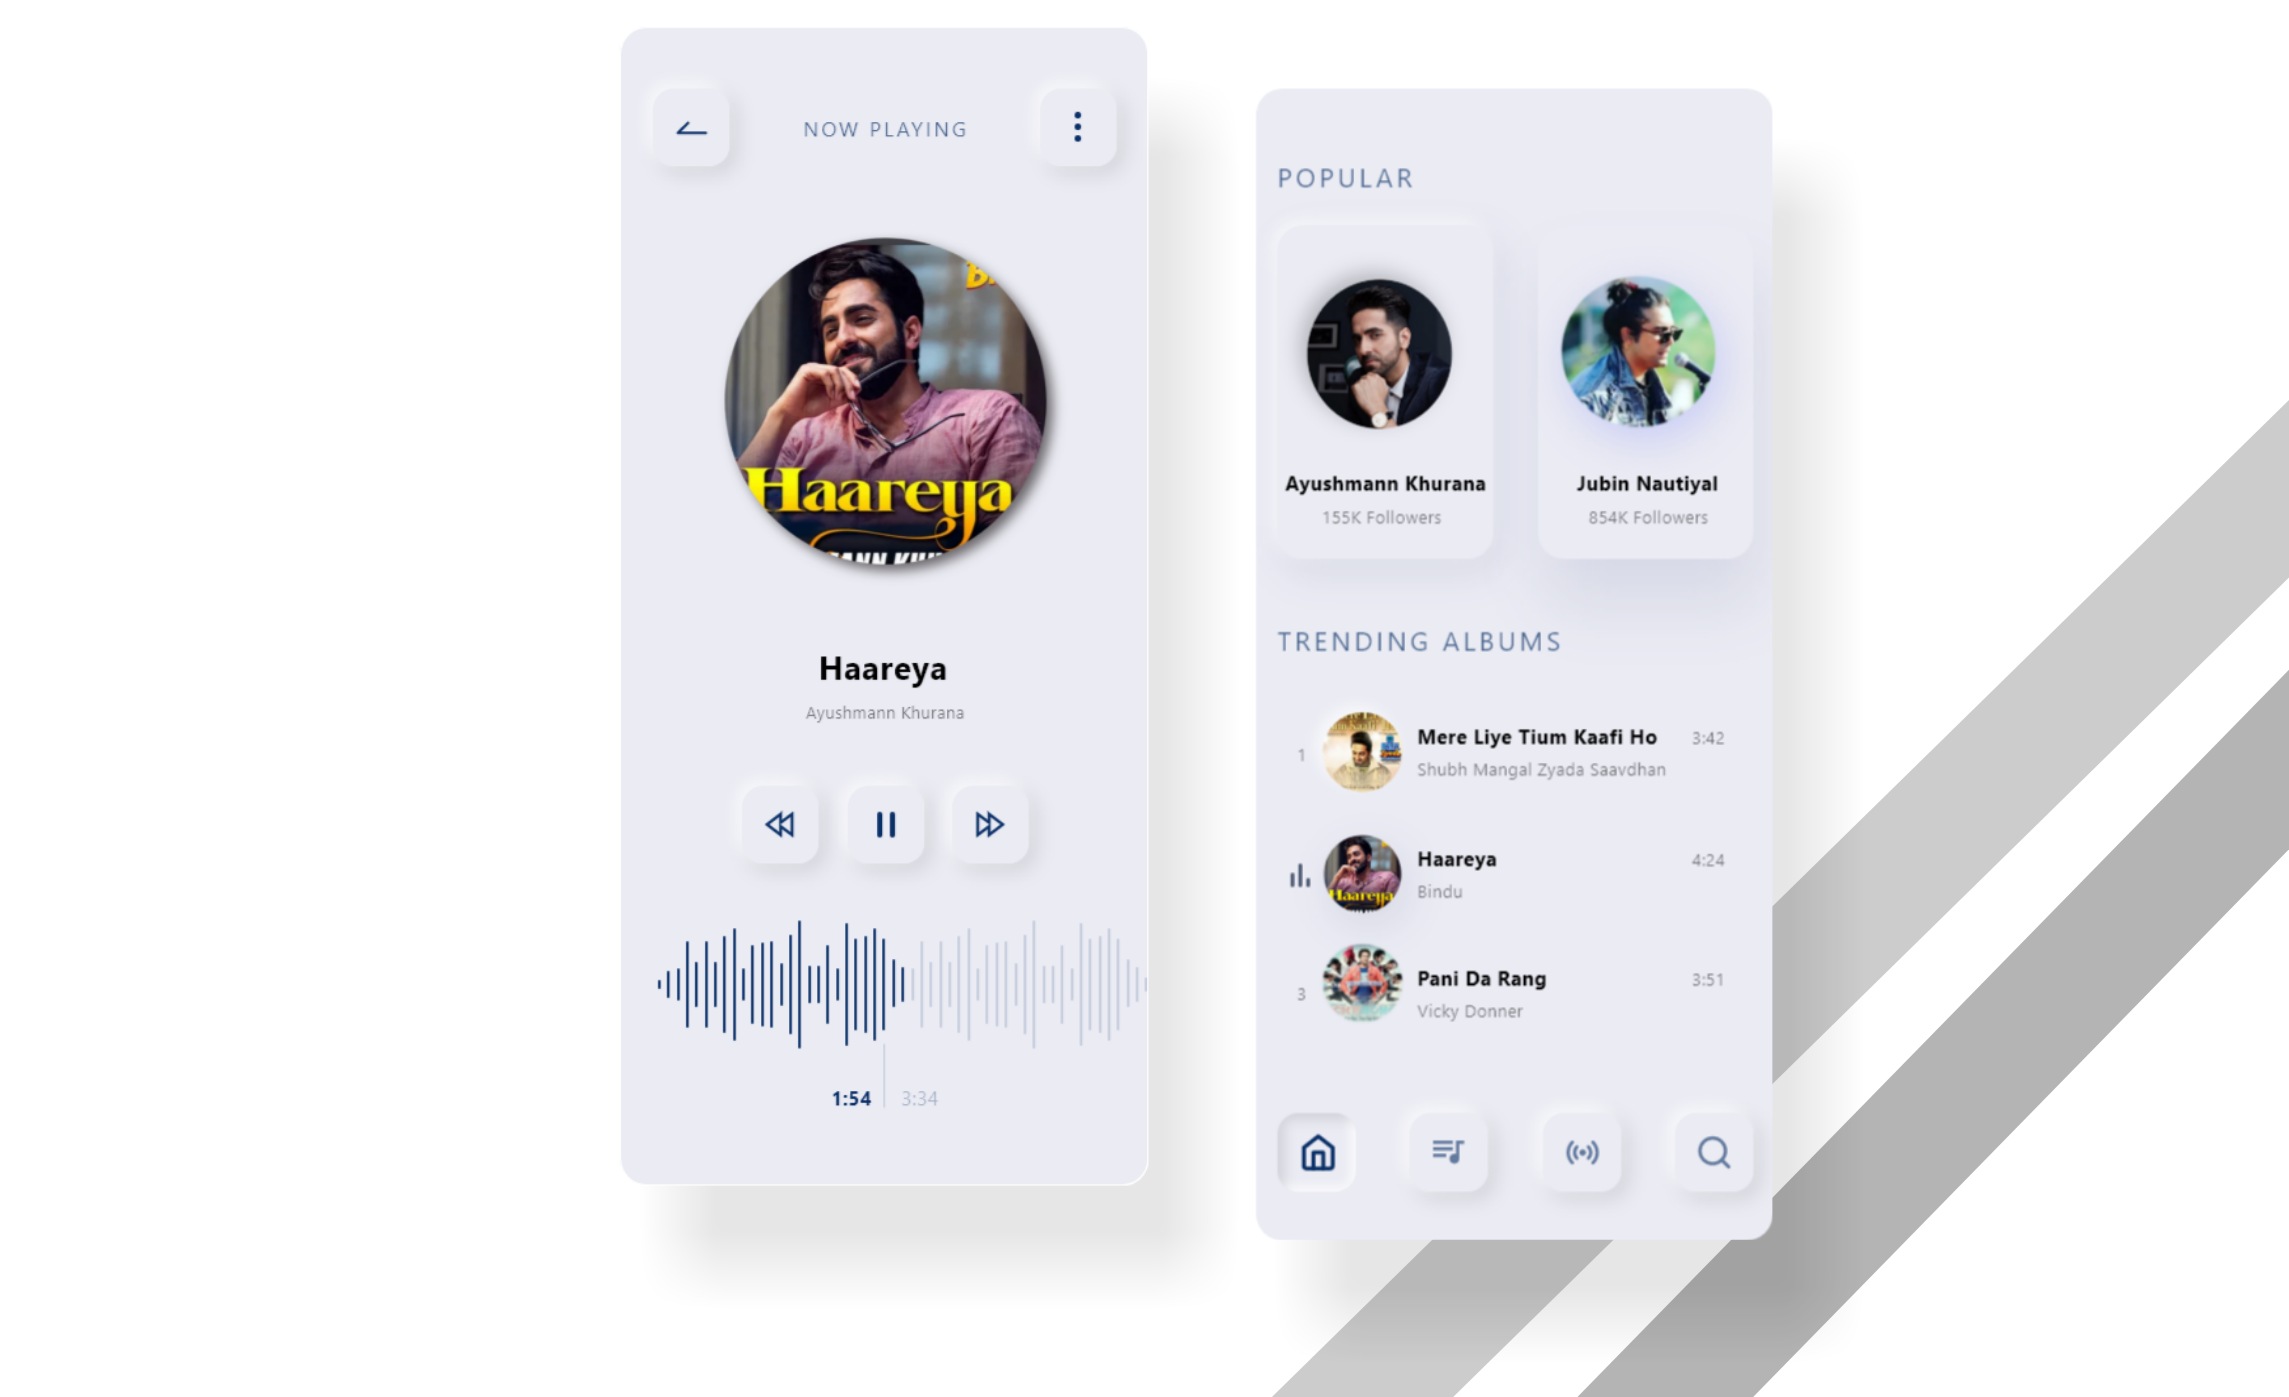 NOW PLAYING
Haareya
Haareya
Ayushmann Khurana
1:54
3:34
POPULAR
Ayushmann Khurana
155K Followers
Jubin Nautiyal
854K Followers
TRENDING ALBUMS
1
Mere Liye Tium Kaafi Ho
3:42
Shubh Mangal Zyada Saavdhan
Haareya
4:24
Haareya
Bindu
3
Pani Da Rang
3:51
Vicky Donner